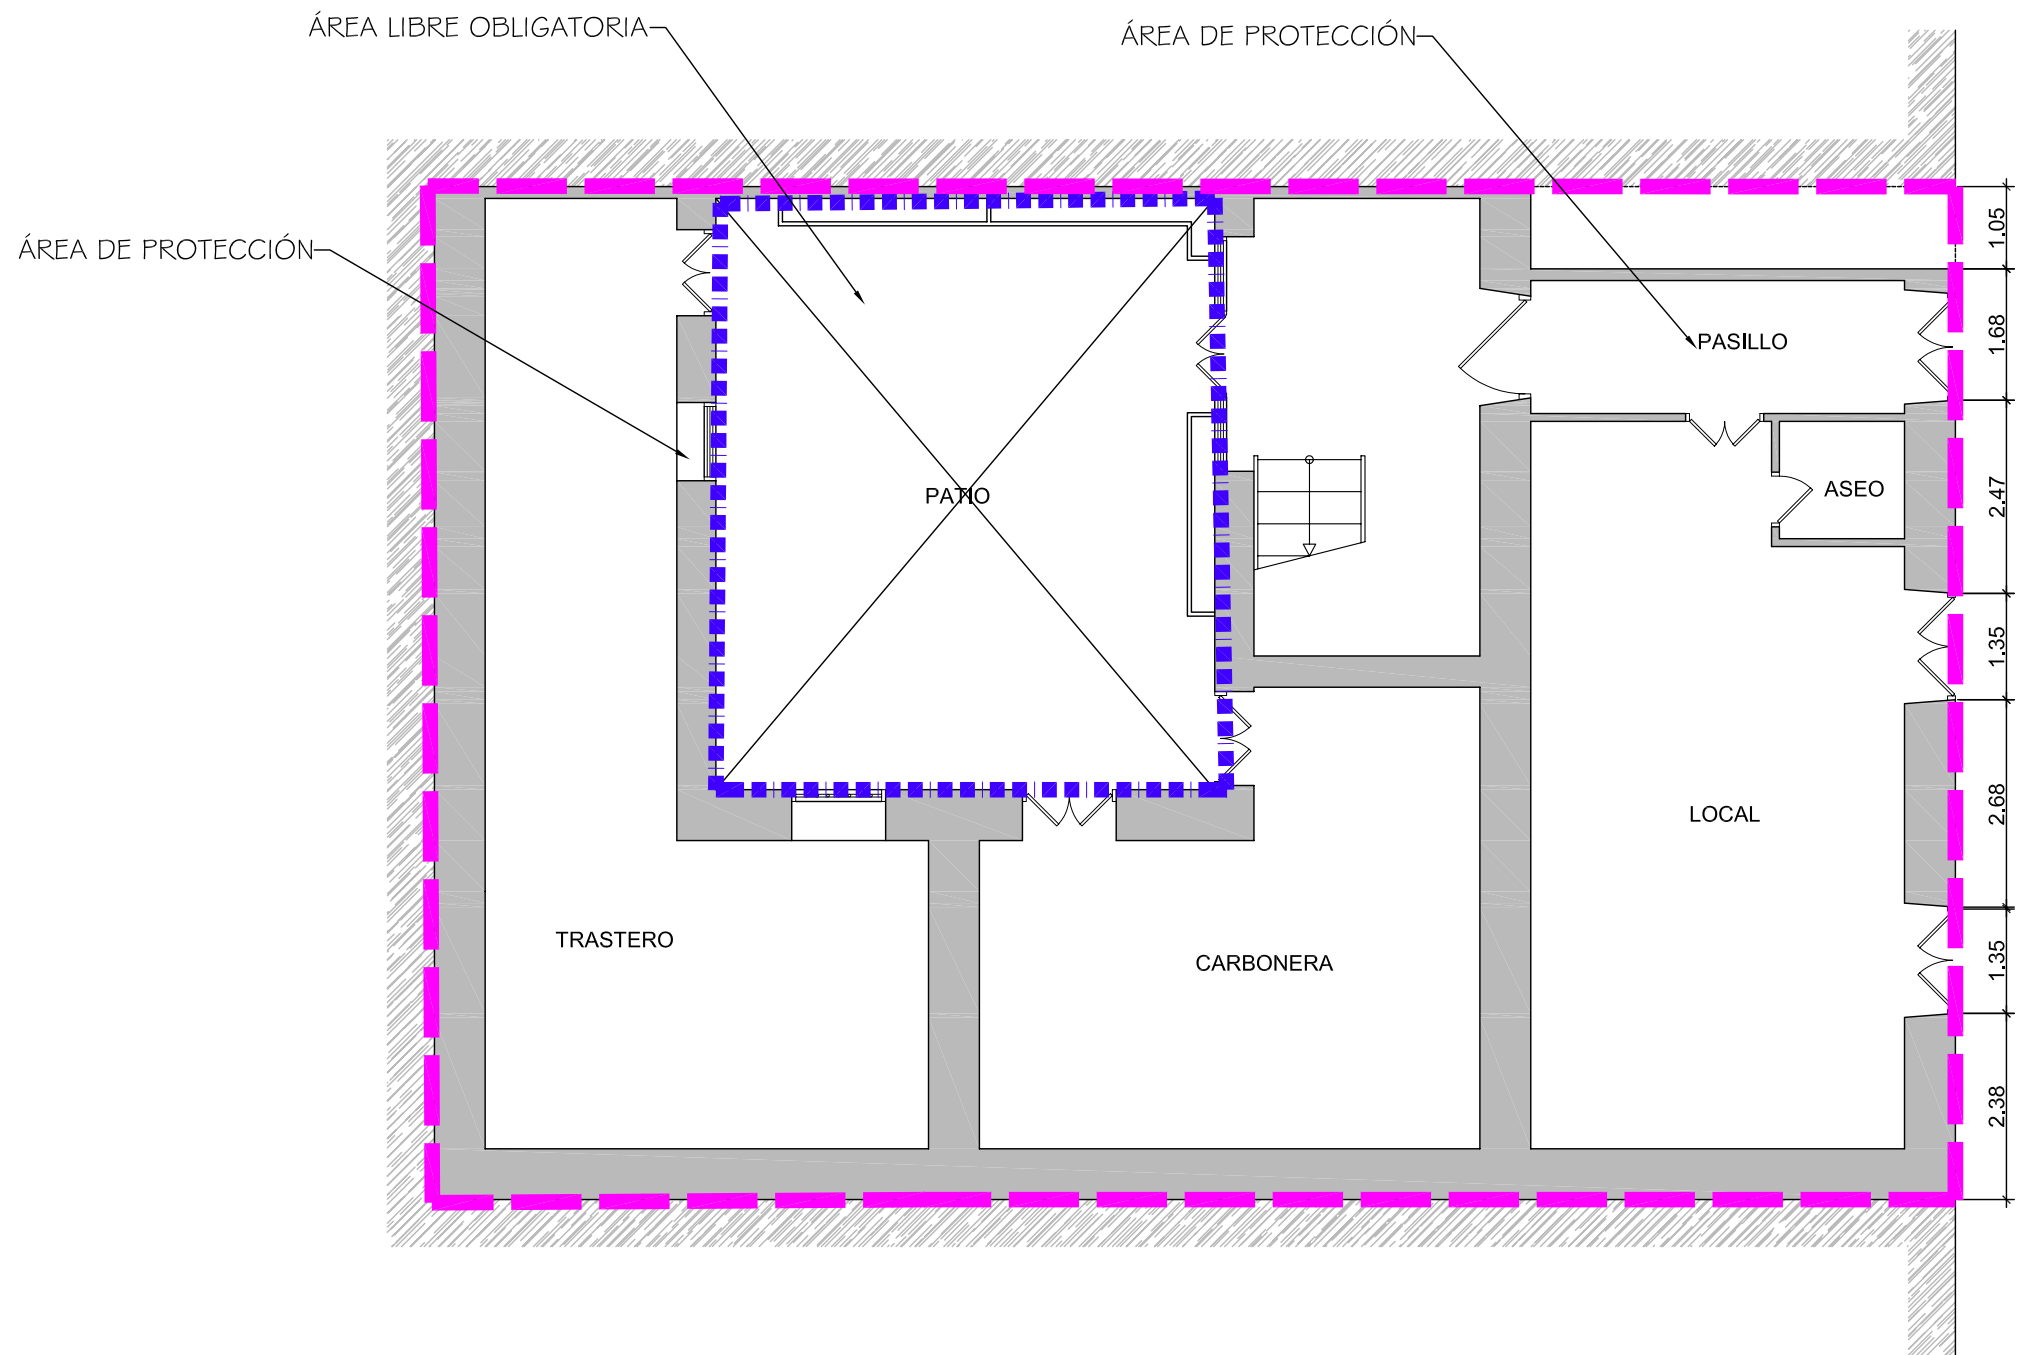 ÁREA LIBRE OBLIGATORIA
ÁREA DE PROTECCIÓN
ÁREA DE PROTECCIÓN
1.05
PASILLO
1.68
PATIO
ASEO
2.47
1.35
LOCAL
2.68
TRASTERO
CARBONERA
1.35
2.38